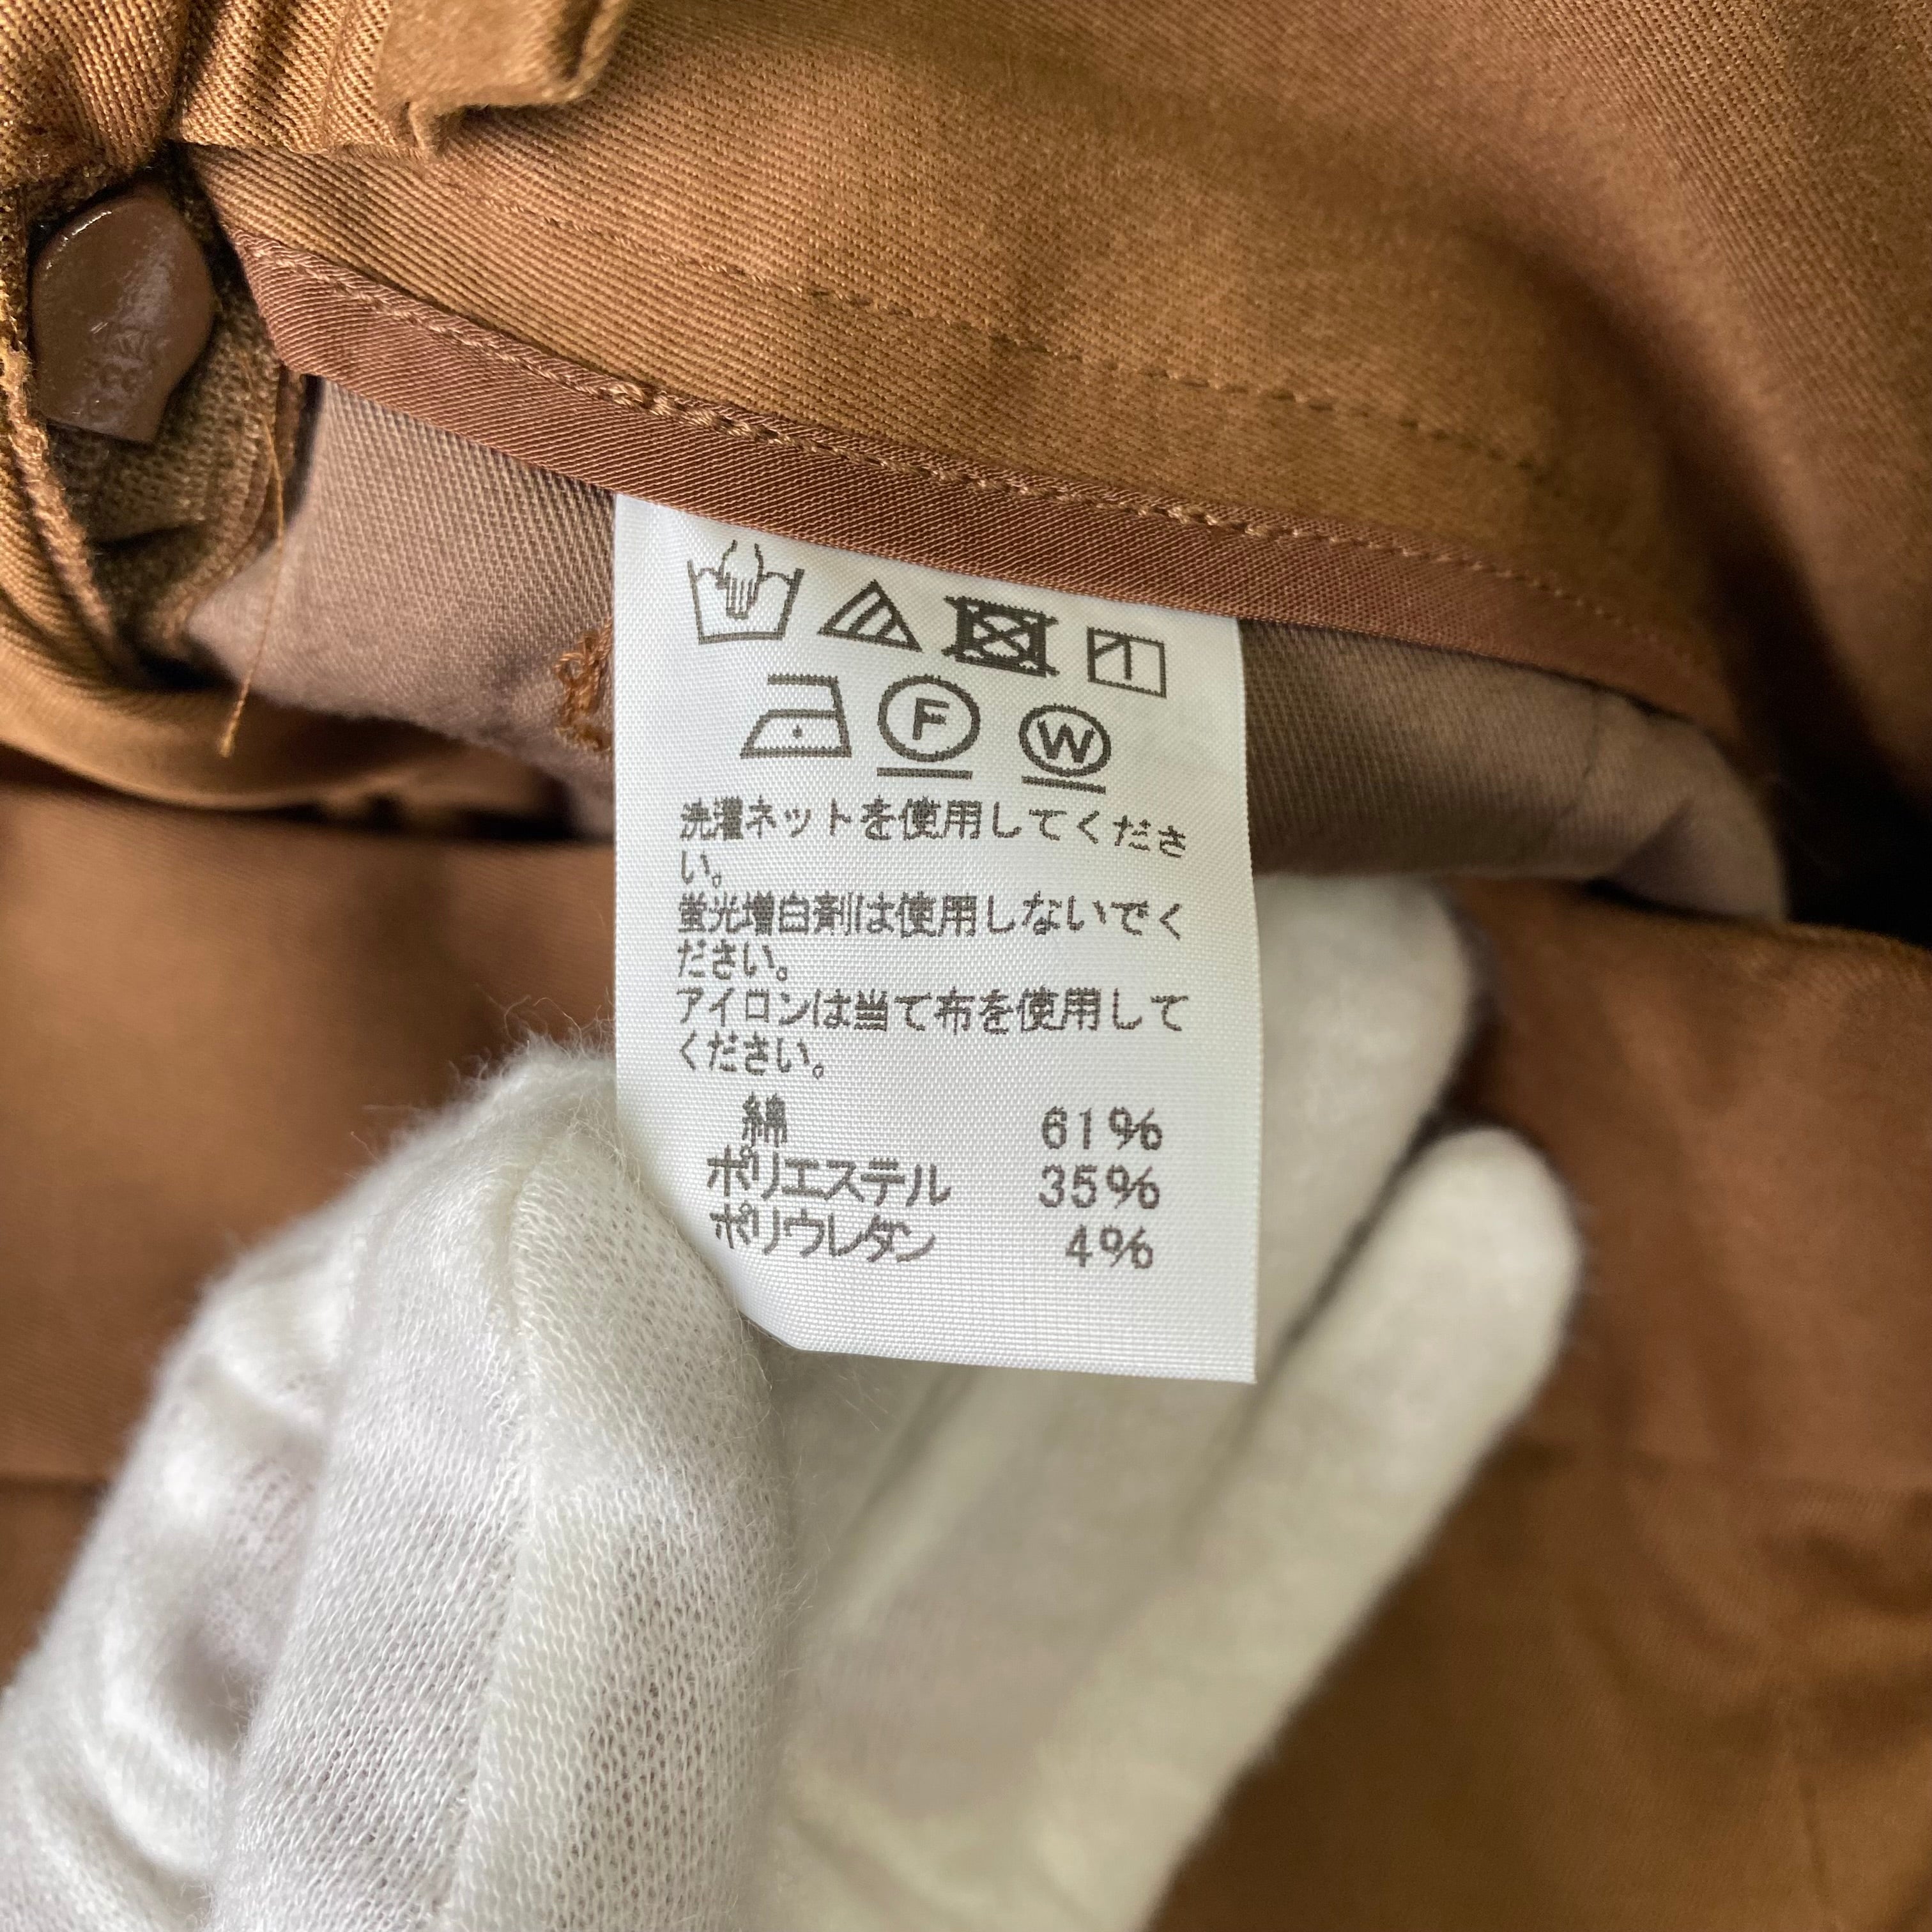 F W
洗濯ネットを使用してくださ
い。
蛍光増白剤は使用しないでく
ださい。
アイロンは当て布を使用して
ください。
綿 61%
ポリエステル 35%
ポリウレタン 4%